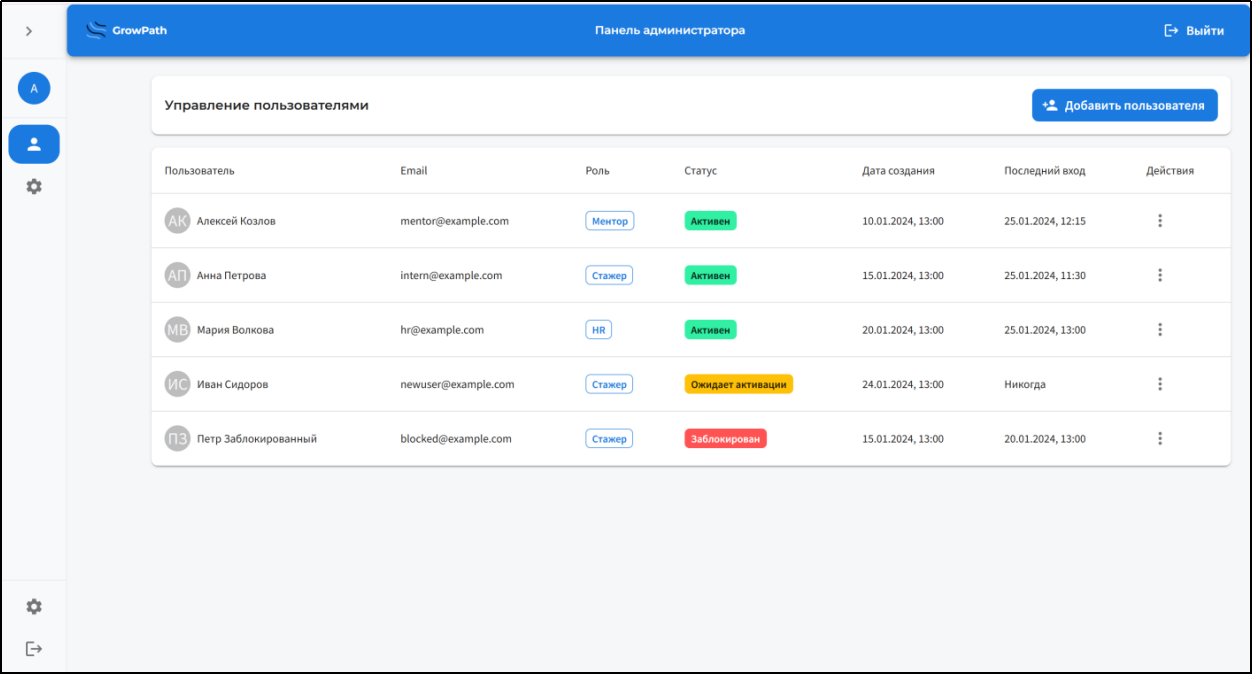 GrowPath Панель администратора Выйти
А
Управление пользователями Добавить пользователя
Пользователь Email Роль Статус Дата создания Последний вход Действия
АК Алексей Козлов mentor@example.com Ментор Активен 10.01.2024, 13:00 25.01.2024, 12:15
АП Анна Петрова intern@example.com Стажер Активен 15.01.2024, 13:00 25.01.2024, 11:30
МВ Мария Волкова hr@example.com HR Активен 20.01.2024, 13:00 25.01.2024, 13:00
ИС Иван Сидоров newuser@example.com Стажер Ожидает активации 24.01.2024, 13:00 Никогда
ПЗ Петр Заблокированный blocked@example.com Стажер Заблокирован 15.01.2024, 13:00 20.01.2024, 13:00